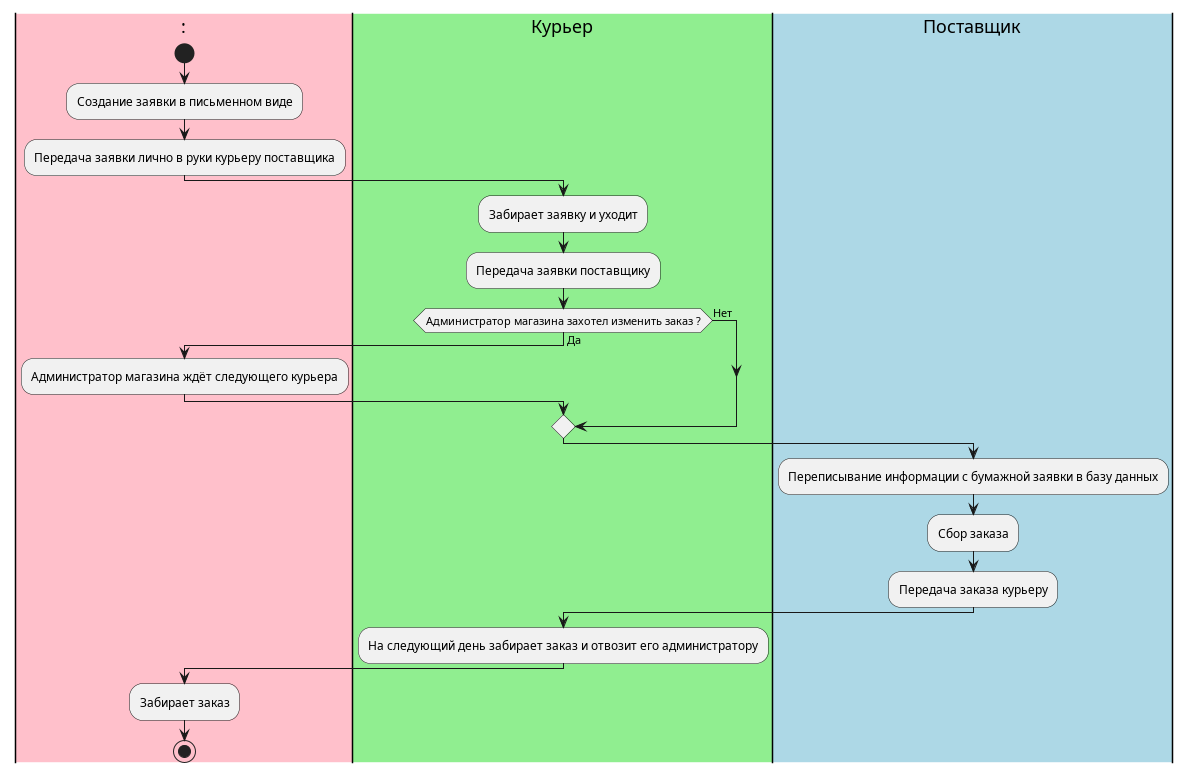 :
Курьер
Поставщик
Создание заявки в письменном виде
Передача заявки лично в руки курьеру поставщика
Забирает заявку и уходит
Передача заявки поставщику
Администратор магазина захотел изменить заказ ?
Нет
Да
Администратор магазина ждёт следующего курьера
Переписывание информации с бумажной заявки в базу данных
Сбор заказа
Передача заказа курьеру
На следующий день забирает заказ и отвозит его администратору
Забирает заказ